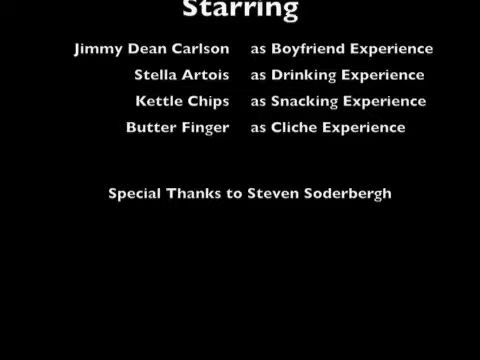 Starring
Jimmy Dean Carlson as Boyfriend Experience
Stella Artois as Drinking Experience
Kettle Chips as Snacking Experience
Butter Finger as Cliche Experience
Special Thanks to Steven Soderbergh